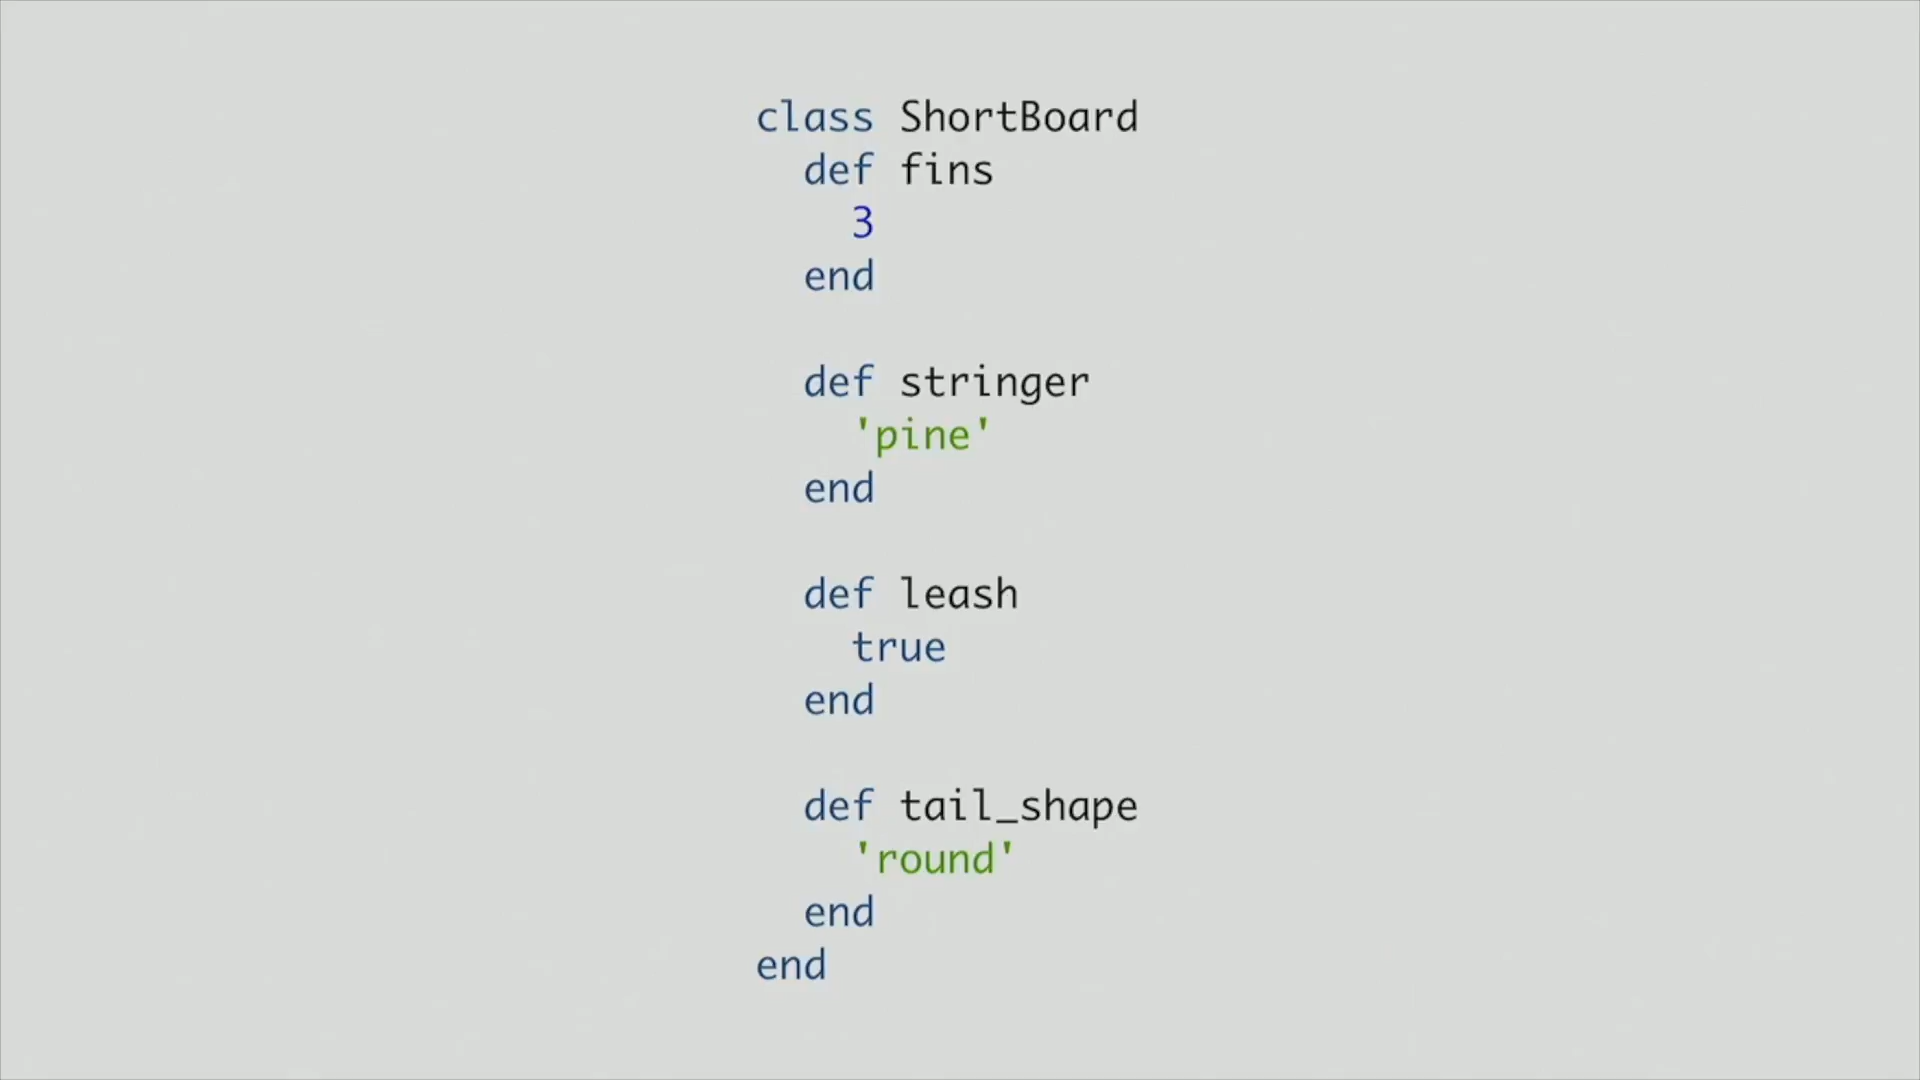 class ShortBoard
  def fins
    3
  end

  def stringer
    'pine'
  end

  def leash
    true
  end

  def tail_shape
    'round'
  end
end